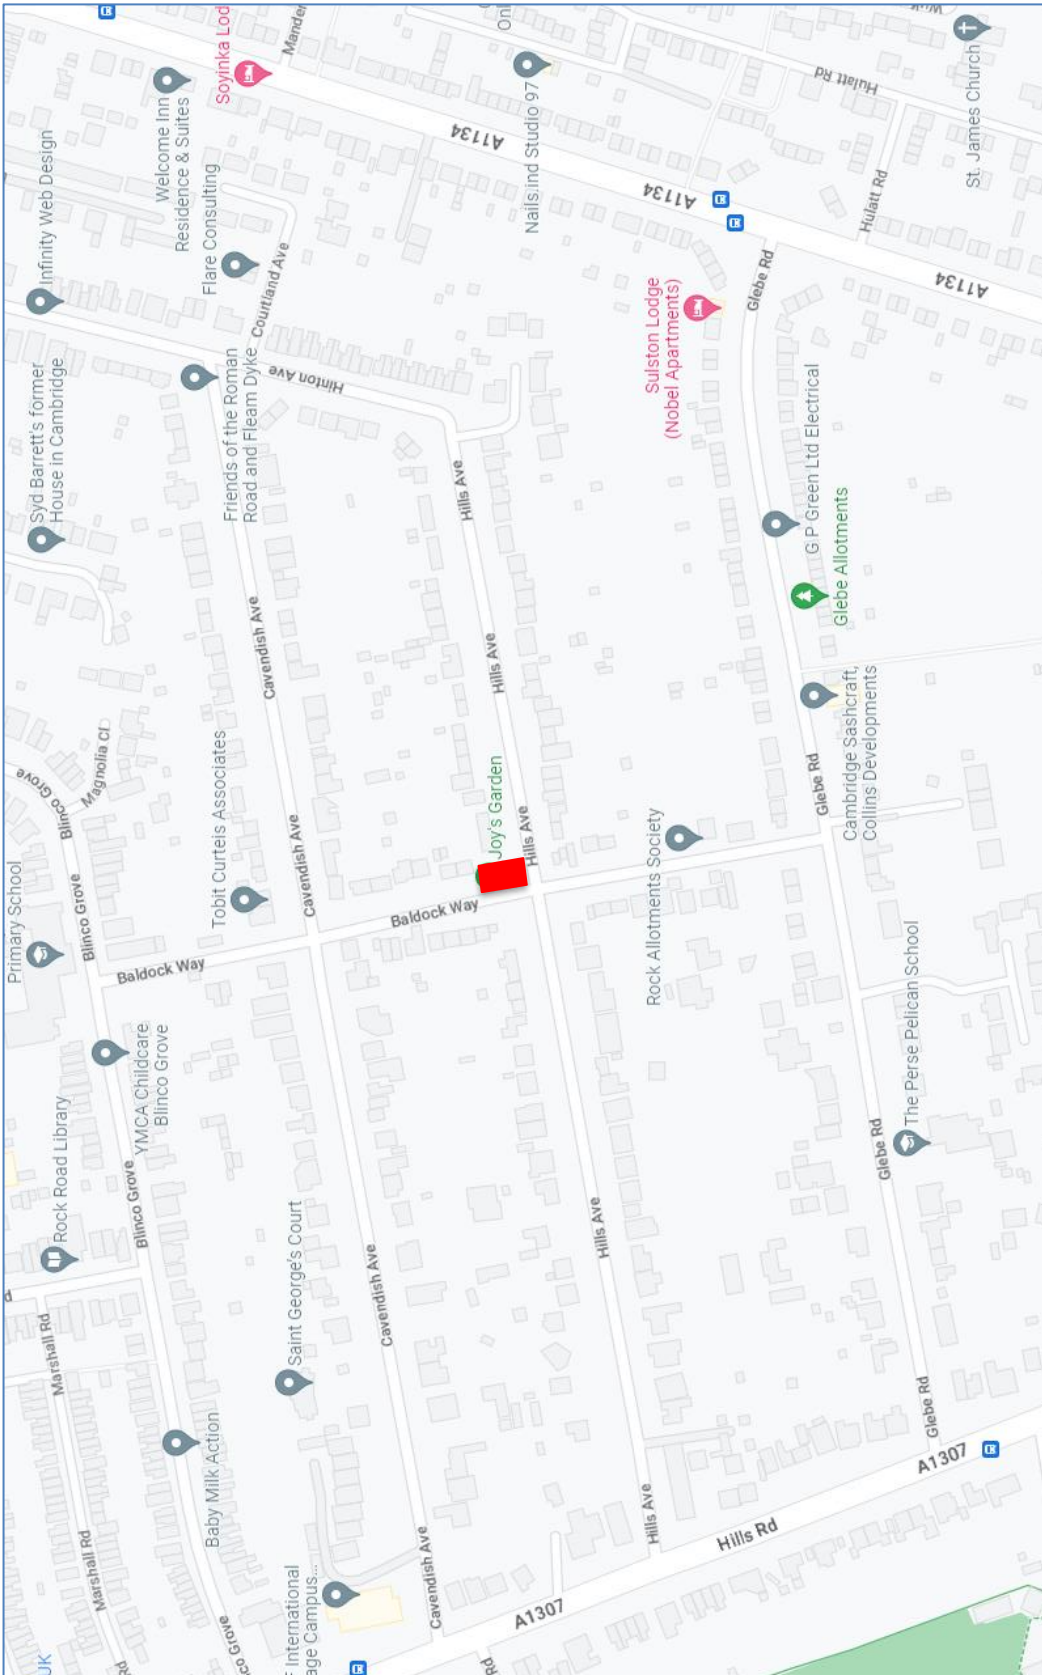 Primary School
Rock Road Library
Marshall Rd
Marshall Rd
Blinco Grove
Blinco Grove
Blinco Grove
Blinco
Magnolia Cl
YMCA Childcare
Blinco Grove
Baby Milk Action
Saint George's Court
Tobit Curteis Associates
Syd Barrett's former
House in Cambridge
Infinity Web Design
Welcome Inn
Residence & Suites
Flare Consulting
Courtland Ave
Friends of the Roman
Road and Fleam Dyke
Hinton Ave
Baldock Way
Baldock Way
Cavendish Ave
Cavendish Ave
Cavendish Ave
Cavendish Ave
Hills Ave
Hills Ave
Hills Ave
Hills Ave
Hills Ave
Joy's Garden
Rock Allotments Society
Nails.ind Studio 97
A1134
A1134
A1134
Hulatt Rd
Hulatt Rd
St. James Church
Sulston Lodge
(Nobel Apartments)
G.P Green Ltd Electrical
Glebe Allotments
Cambridge Sashcraft,
Collins Developments
Glebe Rd
Glebe Rd
Glebe Rd
Glebe Rd
The Perse Pelican School
Hills Rd
A1307
A1307
International
Campus...
UK
Rd
Rd